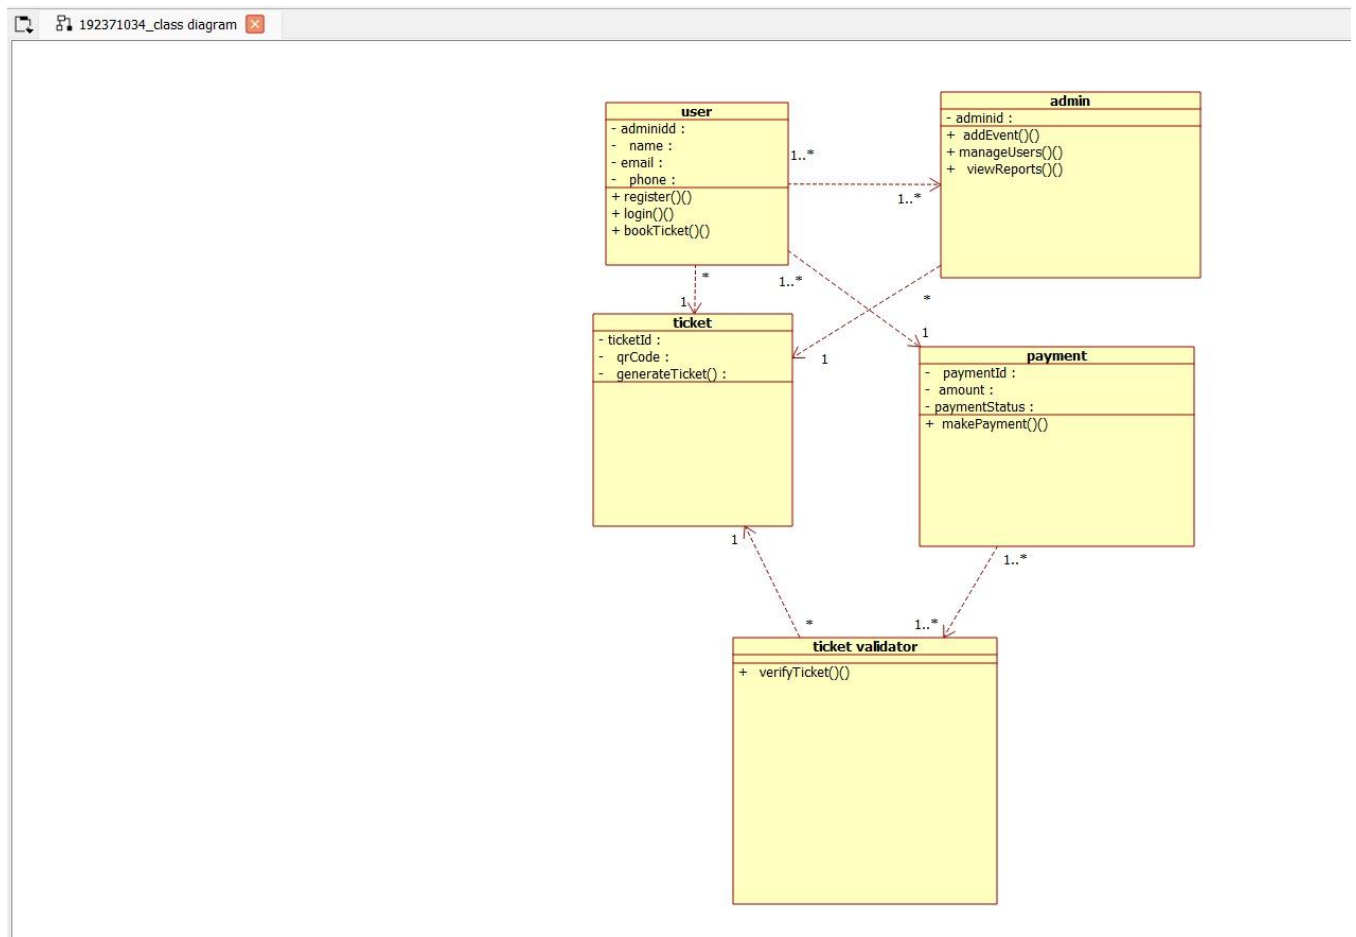 192371034_class diagram
user
- adminidd :
- name :
- email :
- phone :
+ register()()
+ login()()
+ bookTicket()()
admin
- adminid :
+ addEvent()()
+ manageUsers()()
+ viewReports()()
1..*
1..*
*
1
1..*
1
*
1
ticket
- ticketId :
- qrCode :
- generateTicket() :
payment
- paymentId :
- amount :
- paymentStatus :
+ makePayment()()
1
*
1..*
1..*
ticket validator
+ verifyTicket()()